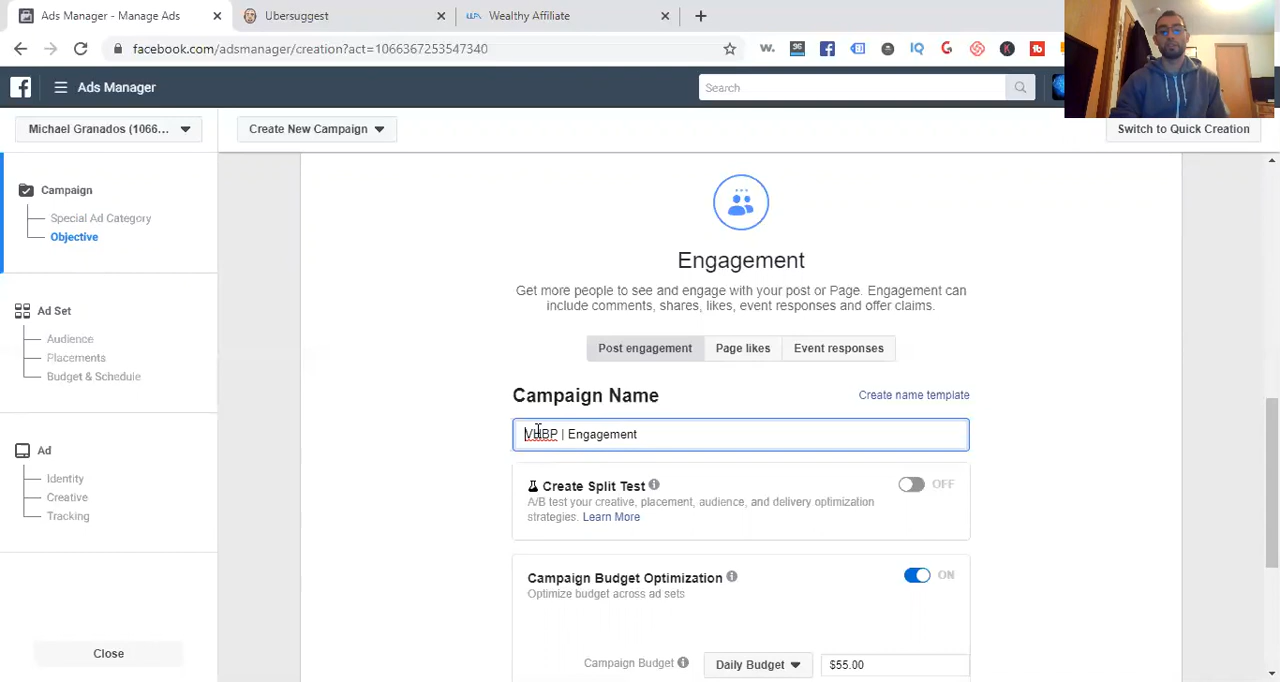 Ads Manager - Manage Ads
Ubersuggest
Wealthy Affiliate
facebook.com/adsmanager/creation?act=1066367253547340
Ads Manager
Search
Michael Granados (1066...
Create New Campaign
Switch to Quick Creation
Campaign
Special Ad Category
Objective
Ad Set
Audience
Placements
Budget & Schedule
Ad
Identity
Creative
Tracking
Close
Engagement
Get more people to see and engage with your post or Page. Engagement can
include comments, shares, likes, event responses and offer claims.
Post engagement
Page likes
Event responses
Campaign Name
Create name template
| Engagement
Create Split Test
OFF
A/B test your creative, placement, audience, and delivery optimization
strategies. Learn More
Campaign Budget Optimization
ON
Optimize budget across ad sets
Campaign Budget
Daily Budget
$55.00